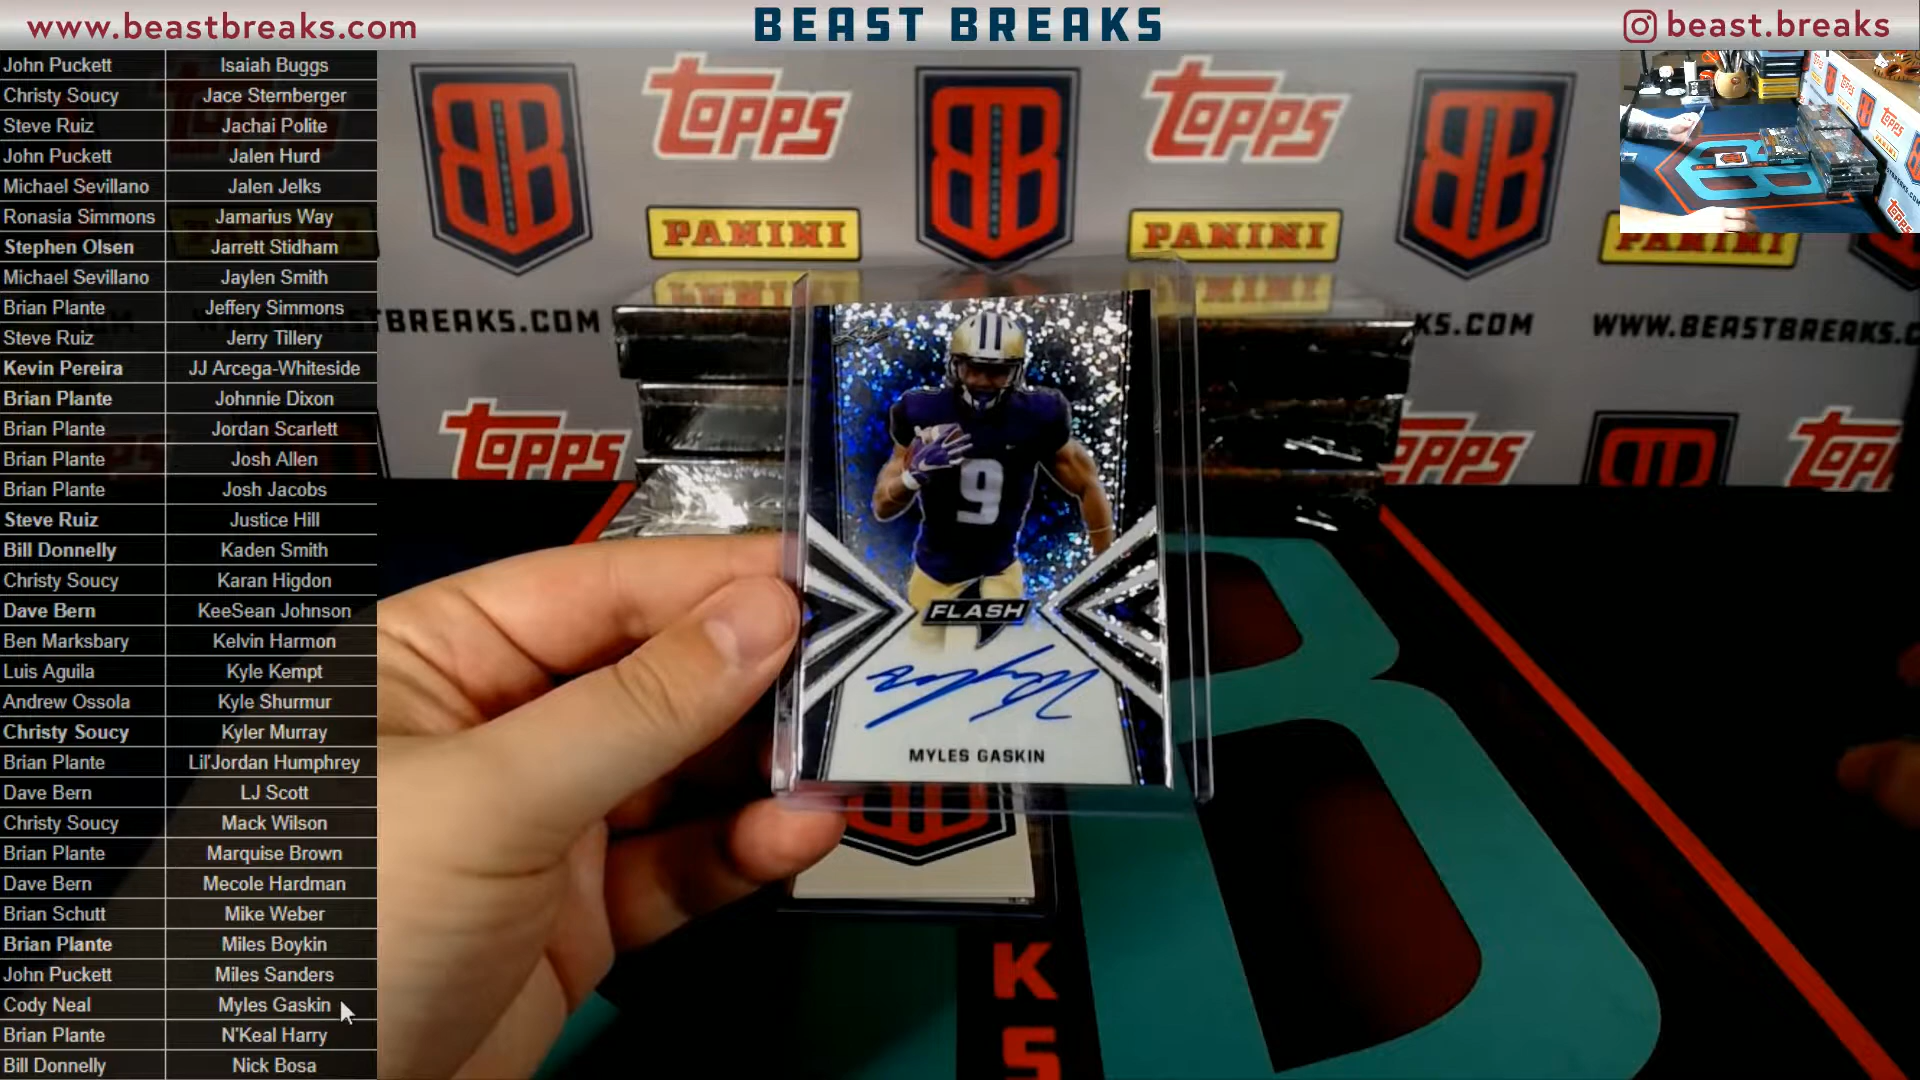 www.beastbreaks.com
BEAST BREAKS
beast.breaks
John Puckett Isaiah Buggs
Christy Soucy Jace Sternberger
Steve Ruiz Jachai Polite
John Puckett Jalen Hurd
Michael Sevillano Jalen Jelks
Ronasia Simmons Jamarius Way
Stephen Olsen Jarrett Stidham
Michael Sevillano Jaylen Smith
Brian Plante Jeffery Simmons
Steve Ruiz Jerry Tillery
Kevin Pereira JJ Arcega-Whiteside
Brian Plante Johnnie Dixon
Brian Plante Jordan Scarlett
Brian Plante Josh Allen
Brian Plante Josh Jacobs
Steve Ruiz Justice Hill
Bill Donnelly Kaden Smith
Christy Soucy Karan Higdon
Dave Bern KeeSean Johnson
Ben Marksbary Kelvin Harmon
Luis Aguila Kyle Kempt
Andrew Ossola Kyle Shurmur
Christy Soucy Kyler Murray
Brian Plante Lil'Jordan Humphrey
Dave Bern LJ Scott
Christy Soucy Mack Wilson
Brian Plante Marquise Brown
Dave Bern Mecole Hardman
Brian Schutt Mike Weber
Brian Plante Miles Boykin
John Puckett Miles Sanders
Cody Neal Myles Gaskin
Brian Plante N'Keal Harry
Bill Donnelly Nick Bosa
TOPPS
TOPPS
BB
BB
BB
PANINI
PANINI
PANINI
TBREAKS.COM
KS.COM
WWW.BEASTBREAKS.C
TOPPS
OPPS
TOPP
Leaf
9
FLASH
MYLES GASKIN
K
S